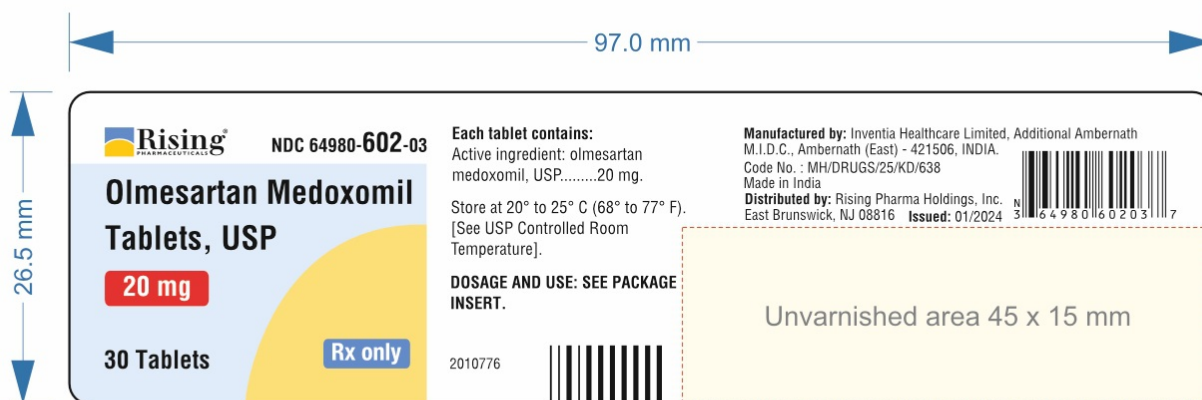 97.0 mm
26.5 mm
Rising®
PHARMACEUTICALS
NDC 64980-602-03
Olmesartan Medoxomil
Tablets, USP
20 mg
30 Tablets
Rx only
Each tablet contains:
Active ingredient: olmesartan
medoxomil, USP.........20 mg.
Store at 20° to 25° C (68° to 77° F).
[See USP Controlled Room
Temperature].
DOSAGE AND USE: SEE PACKAGE
INSERT.
2010776
Manufactured by: Inventia Healthcare Limited, Additional Ambernath
M.I.D.C., Ambernath (East) - 421506, INDIA.
Code No. : MH/DRUGS/25/KD/638
Made in India
Distributed by: Rising Pharma Holdings, Inc.
East Brunswick, NJ 08816 Issued: 01/2024
N
3 64980 60203 7
Unvarnished area 45 x 15 mm